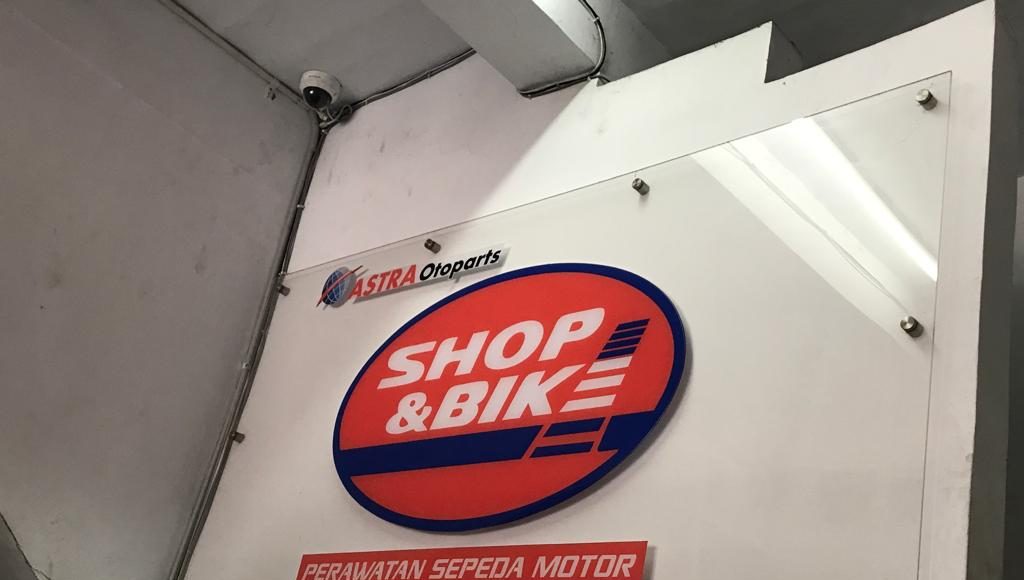 ASTRA Otoparts
SHOP
&BIKE
PERAWATAN SEPEDA MOTOR